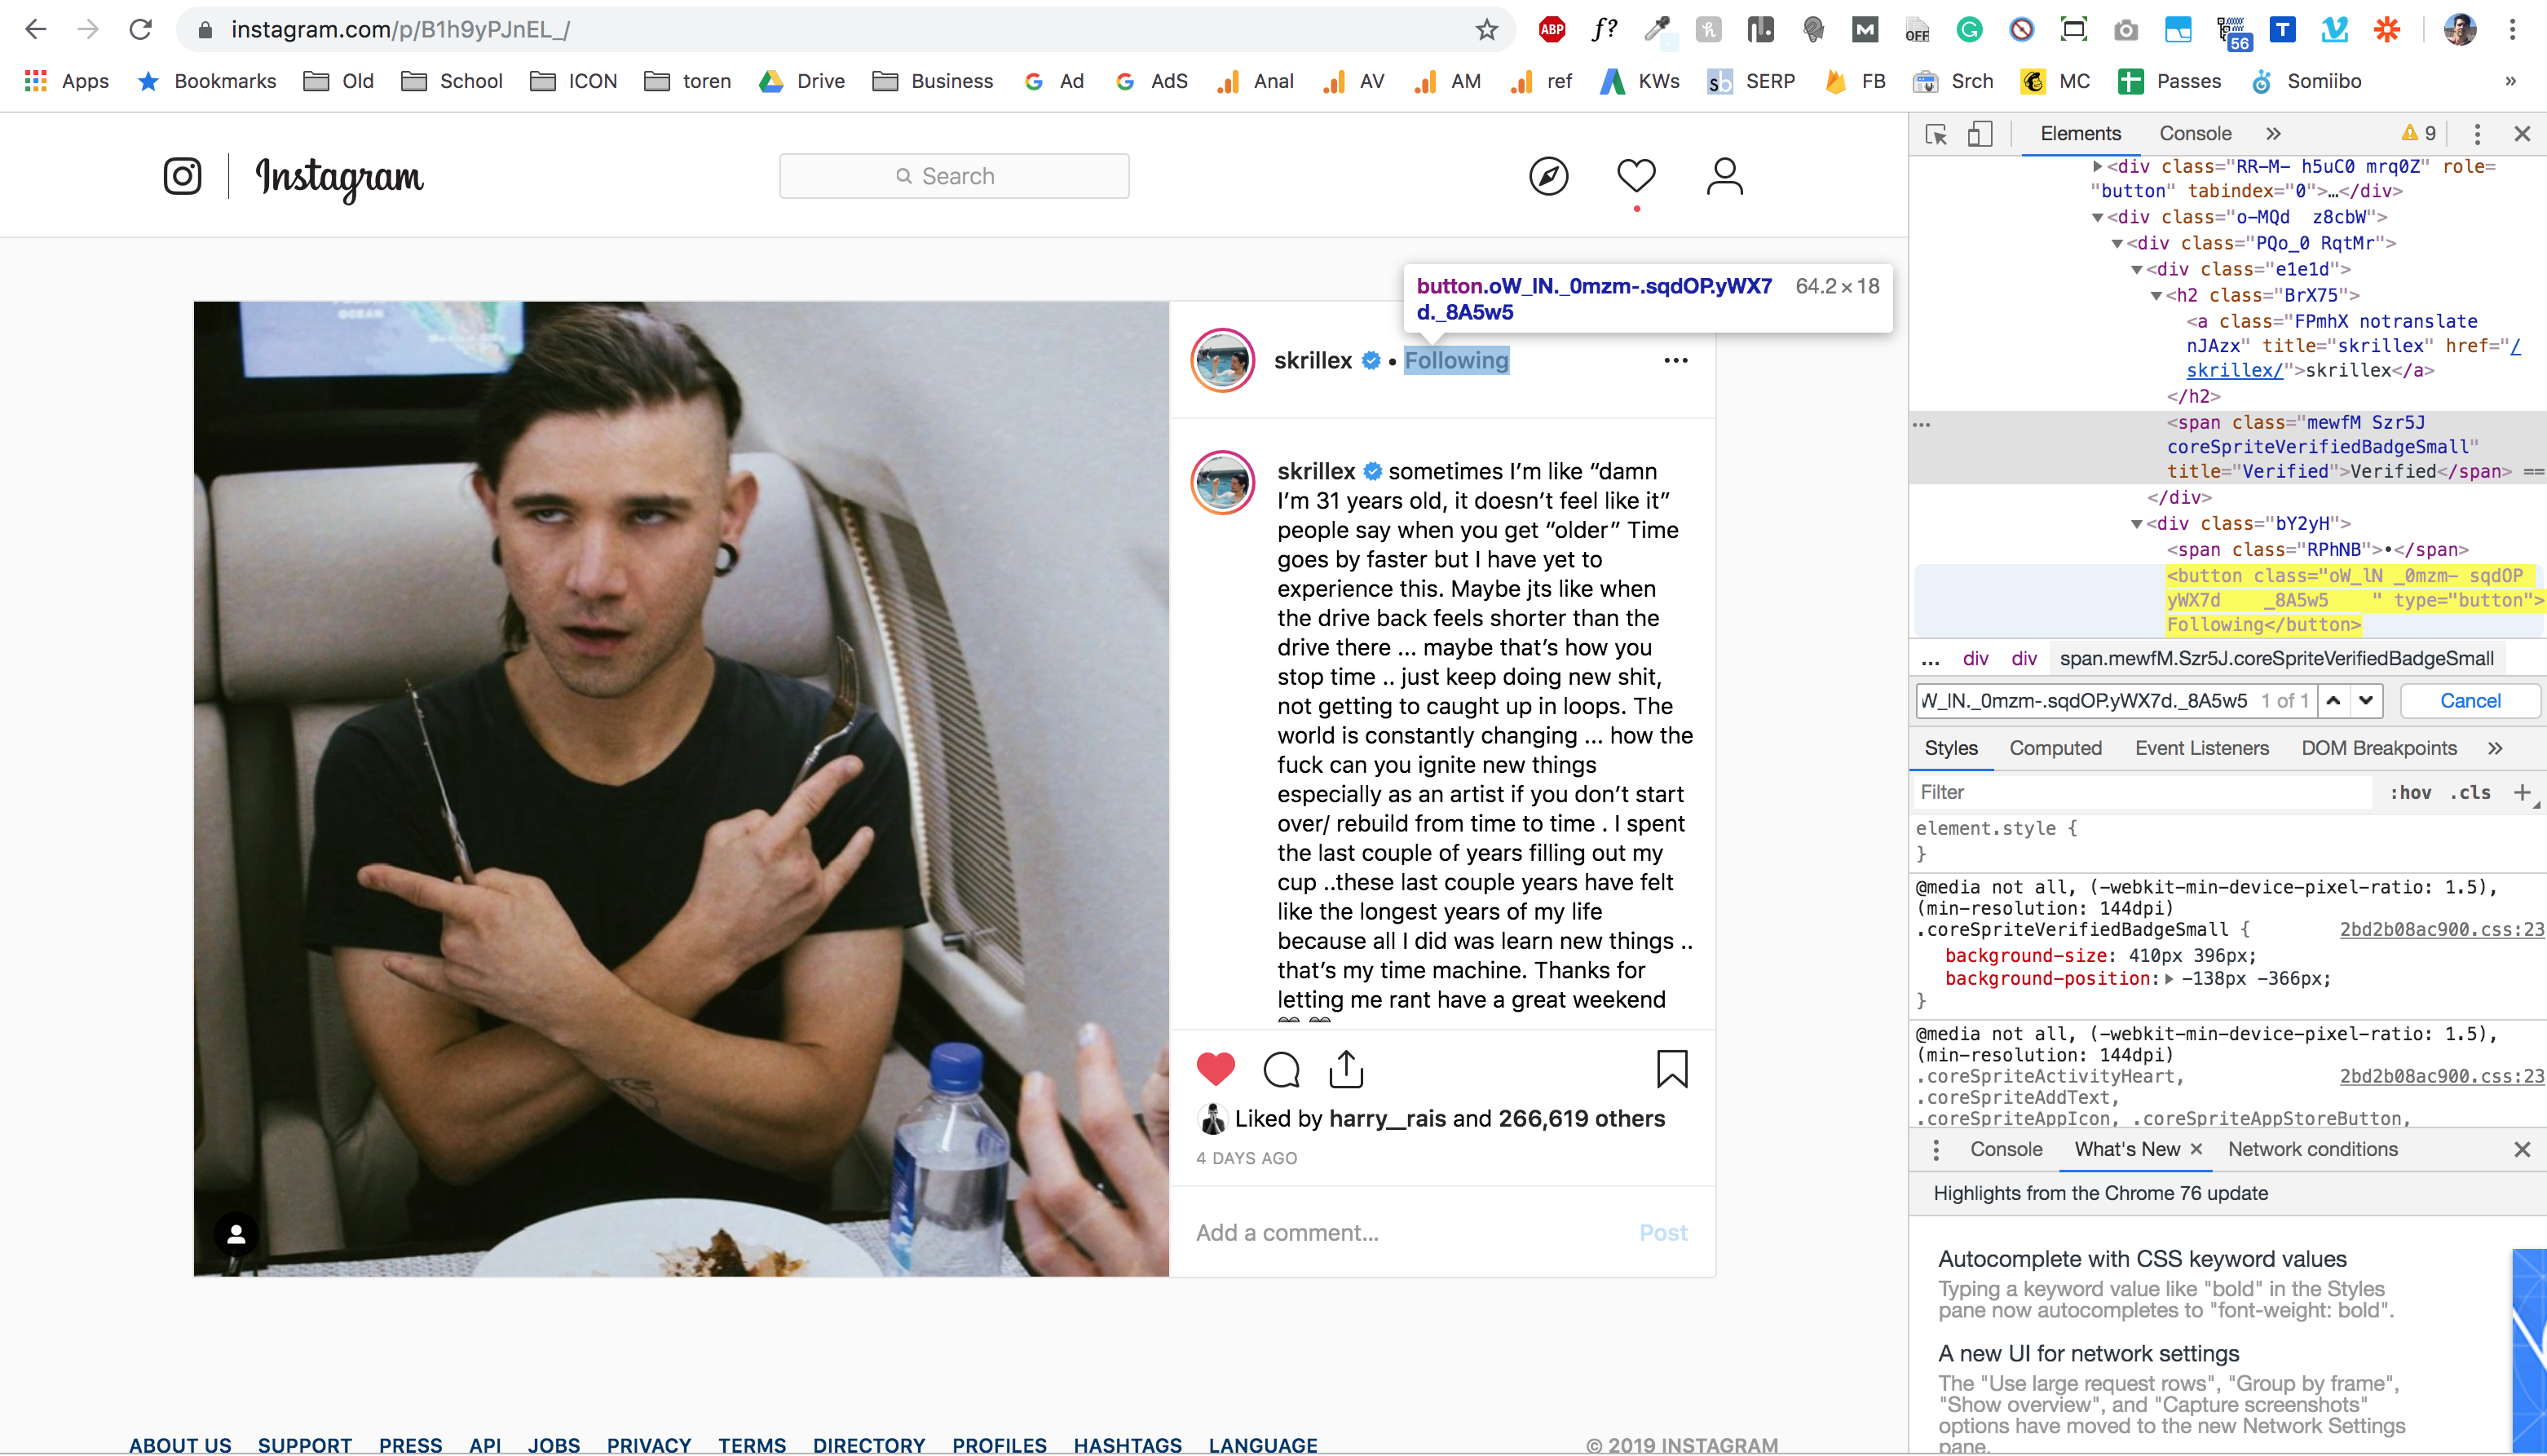 instagram.com/p/B1h9yPJnEL_/
ABP
f?
OFF
56
Apps Bookmarks Old School ICON toren Drive Business Ad AdS Anal AV AM ref KWs SERP FB Srch MC Passes Somiibo »
Instagram
Search
OCEAN
button.oW_lN._0mzm-.sqdOP.yWX7
d._8A5w5
64.2 × 18
skrillex • Following
skrillex sometimes I’m like “damn
I’m 31 years old, it doesn’t feel like it”
people say when you get “older” Time
goes by faster but I have yet to
experience this. Maybe jts like when
the drive back feels shorter than the
drive there ... maybe that’s how you
stop time .. just keep doing new shit,
not getting to caught up in loops. The
world is constantly changing ... how the
fuck can you ignite new things
especially as an artist if you don’t start
over/ rebuild from time to time . I spent
the last couple of years filling out my
cup ..these last couple years have felt
like the longest years of my life
because all I did was learn new things ..
that’s my time machine. Thanks for
letting me rant have a great weekend
Liked by harry__rais and 266,619 others
4 DAYS AGO
Add a comment...
Post
ABOUT US SUPPORT PRESS API JOBS PRIVACY TERMS DIRECTORY PROFILES HASHTAGS LANGUAGE
© 2019 INSTAGRAM
Elements Console » 9
<div class="RR-M- h5uC0 mrq0Z" role=
"button" tabindex="0">…</div>
<div class="o-MQd  z8cbW">
<div class="PQo_0 RqtMr">
<div class="e1e1d">
<h2 class="BrX75">
<a class="FPmhX notranslate
nJAzx" title="skrillex" href="/
skrillex/">skrillex</a>
</h2>
<span class="mewfM Szr5J
coreSpriteVerifiedBadgeSmall"
title="Verified">Verified</span> ==
</div>
<div class="bY2yH">
<span class="RPhNB">•</span>
<button class="oW_lN _0mzm- sqdOP
yWX7d    _8A5w5    " type="button">
Following</button>
... div div span.mewfM.Szr5J.coreSpriteVerifiedBadgeSmall
W_lN._0mzm-.sqdOP.yWX7d._8A5w5 1 of 1 Cancel
Styles Computed Event Listeners DOM Breakpoints »
Filter :hov .cls +
element.style {
}
@media not all, (-webkit-min-device-pixel-ratio: 1.5),
(min-resolution: 144dpi)
.coreSpriteVerifiedBadgeSmall { 2bd2b08ac900.css:23
background-size: 410px 396px;
background-position: -138px -366px;
}
@media not all, (-webkit-min-device-pixel-ratio: 1.5),
(min-resolution: 144dpi)
.coreSpriteActivityHeart, 2bd2b08ac900.css:23
.coreSpriteAddText,
.coreSpriteAppIcon, .coreSpriteAppStoreButton,
Console What's New × Network conditions
Highlights from the Chrome 76 update
Autocomplete with CSS keyword values
Typing a keyword value like "bold" in the Styles
pane now autocompletes to "font-weight: bold".
A new UI for network settings
The "Use large request rows", "Group by frame",
"Show overview", and "Capture screenshots"
options have moved to the new Network Settings
pane.